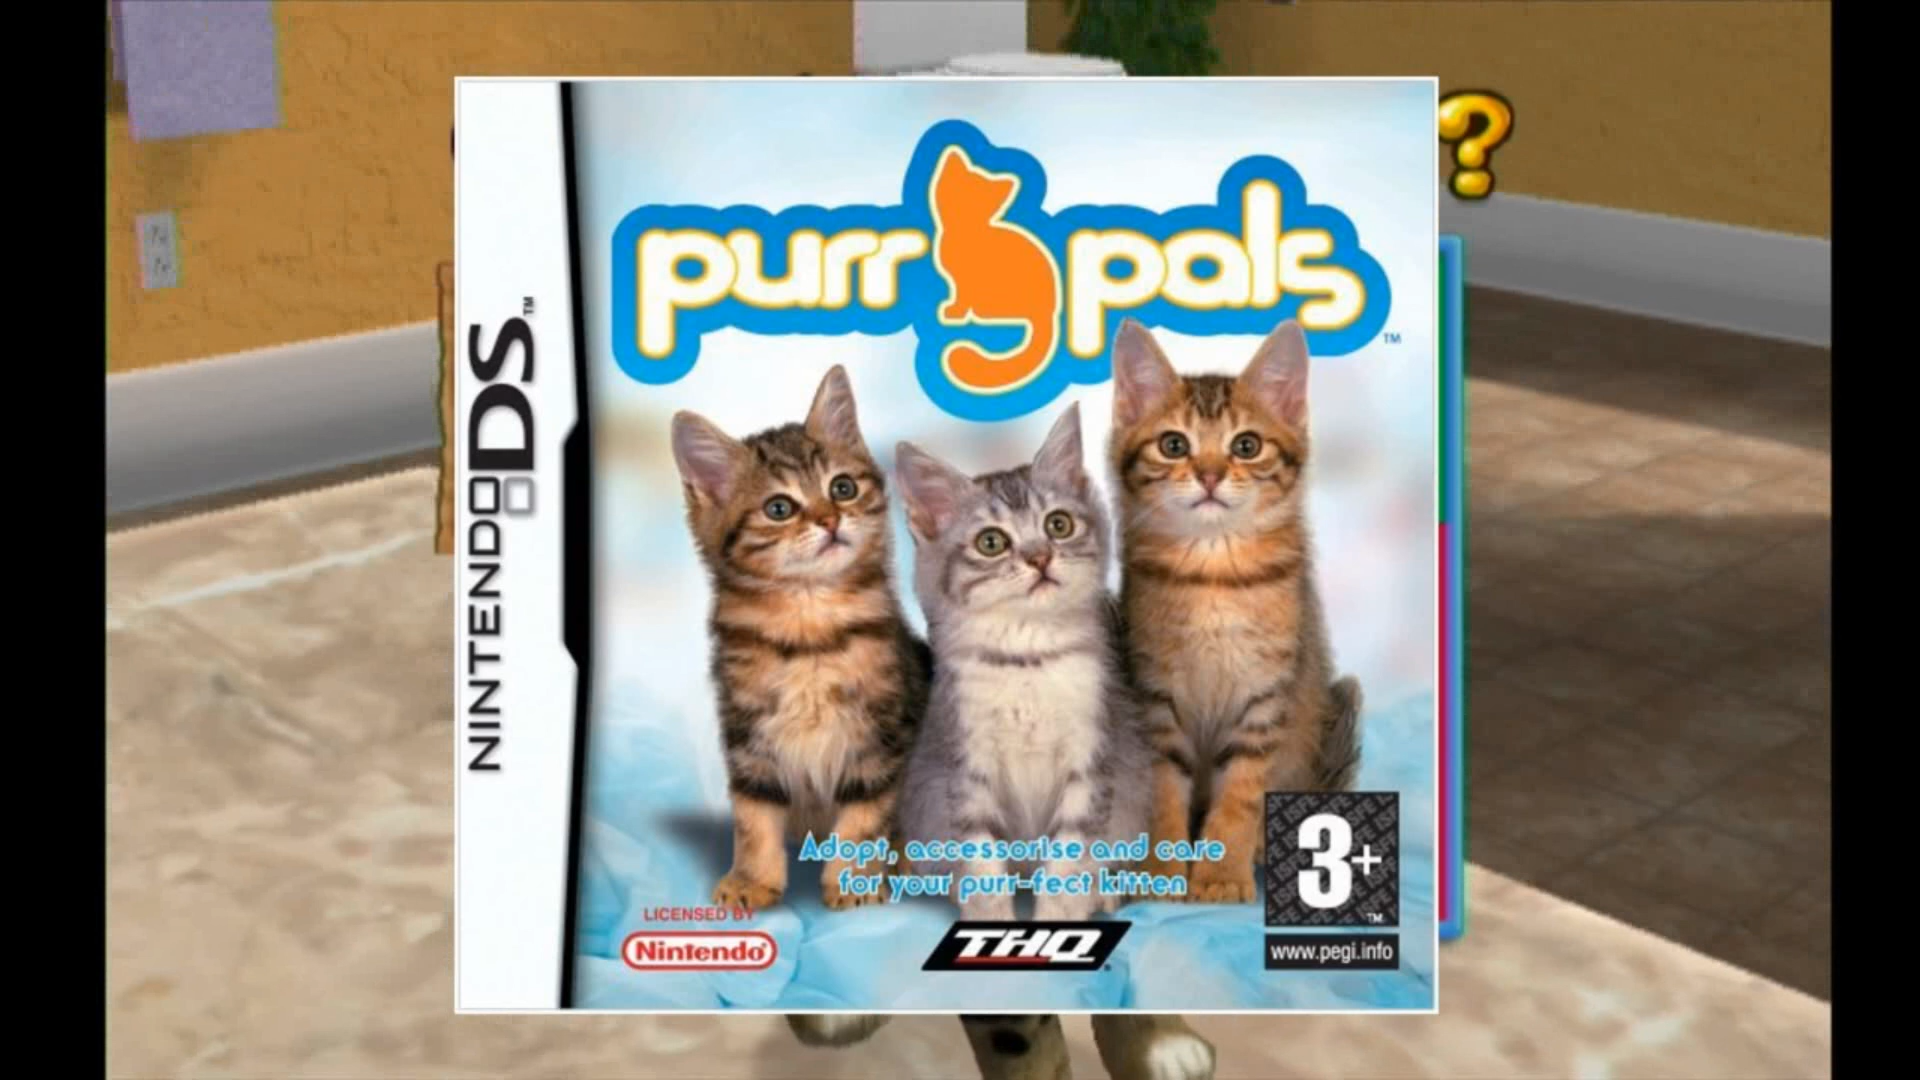 NINTENDO DS™
purr pals™
Adopt, accessorise and care
for your purr-fect kitten
LICENSED BY
Nintendo®
THQ®
3+™
www.pegi.info
?